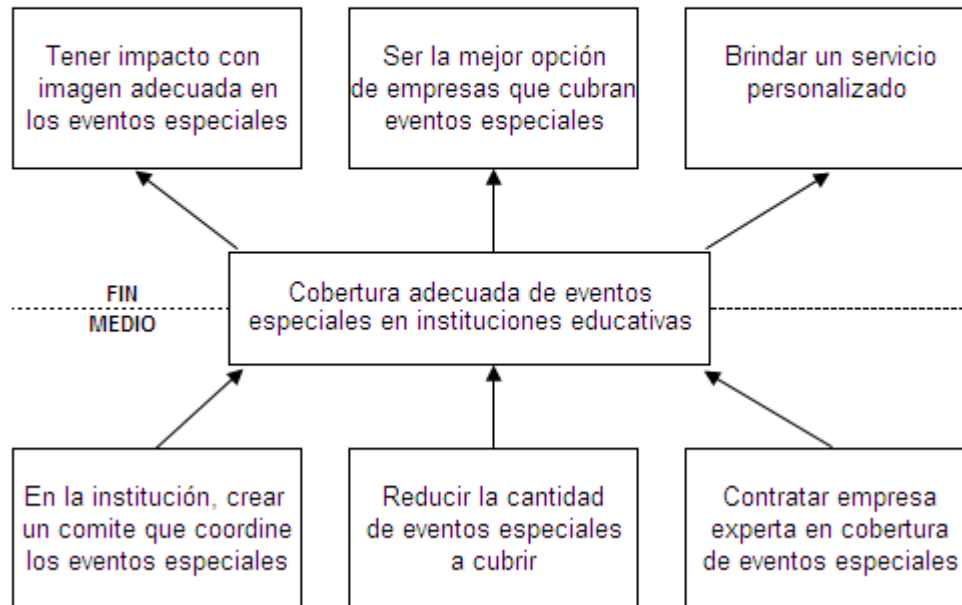 Tener impacto con
imagen adecuada en
los eventos especiales
Ser la mejor opción
de empresas que cubran
eventos especiales
Brindar un servicio
personalizado
FIN
MEDIO
Cobertura adecuada de eventos
especiales en instituciones educativas
En la institución, crear
un comite que coordine
los eventos especiales
Reducir la cantidad
de eventos especiales
a cubrir
Contratar empresa
experta en cobertura
de eventos especiales